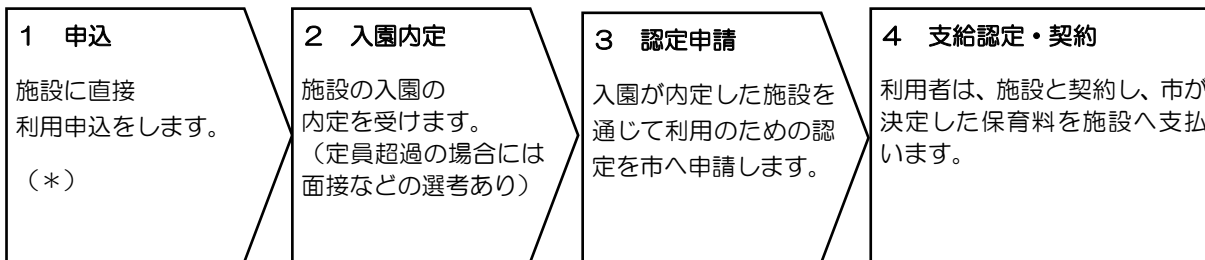 1 申込
施設に直接
利用申込をします。
(*)
2 入園内定
施設の入園の
内定を受けます。
(定員超過の場合には
面接などの選考あり)
3 認定申請
入園が内定した施設を
通じて利用のための認
定を市へ申請します。
4 支給認定・契約
利用者は、施設と契約し、市が
決定した保育料を施設へ支払
います。